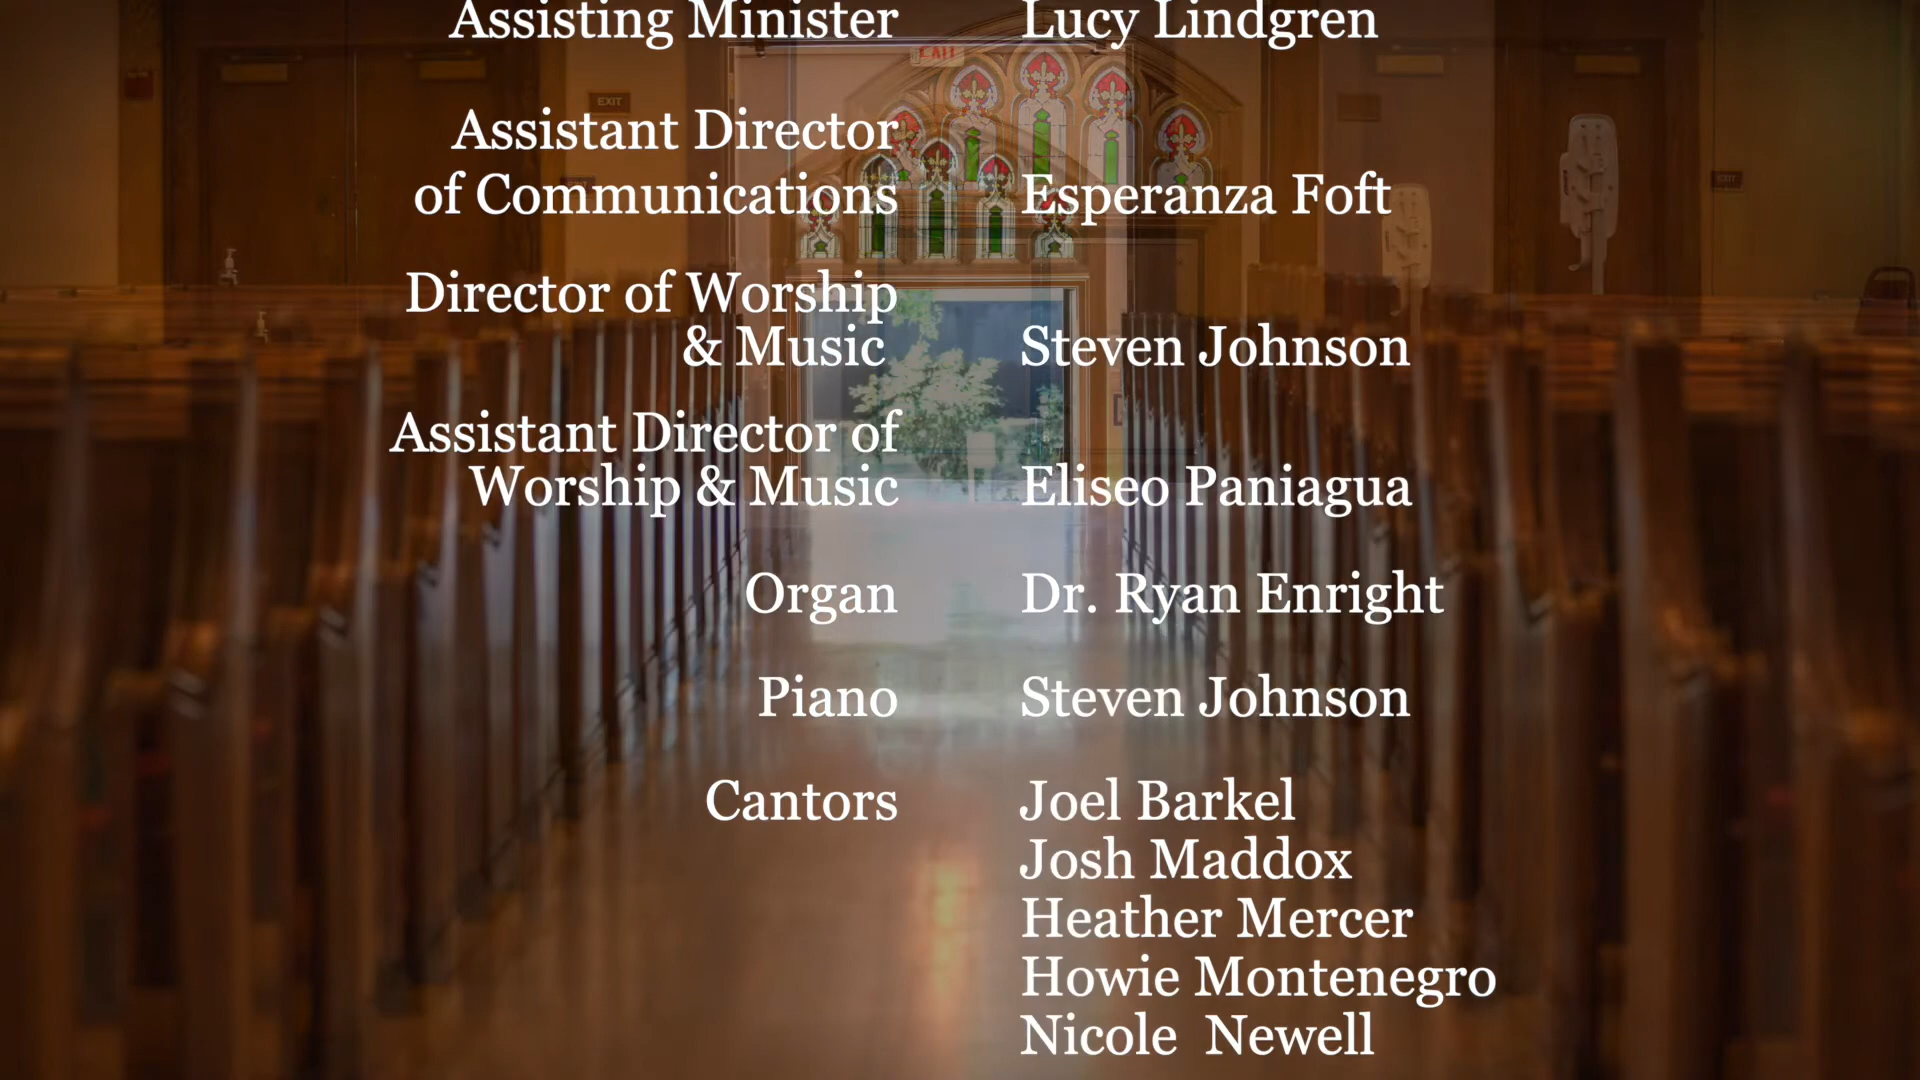 Assisting Minister Lucy Lindgren
Assistant Director
of Communications Esperanza Foft
Director of Worship
& Music Steven Johnson
Assistant Director of
Worship & Music Eliseo Paniagua
Organ Dr. Ryan Enright
Piano Steven Johnson
Cantors Joel Barkel
Josh Maddox
Heather Mercer
Howie Montenegro
Nicole Newell
EXIT
EXIT